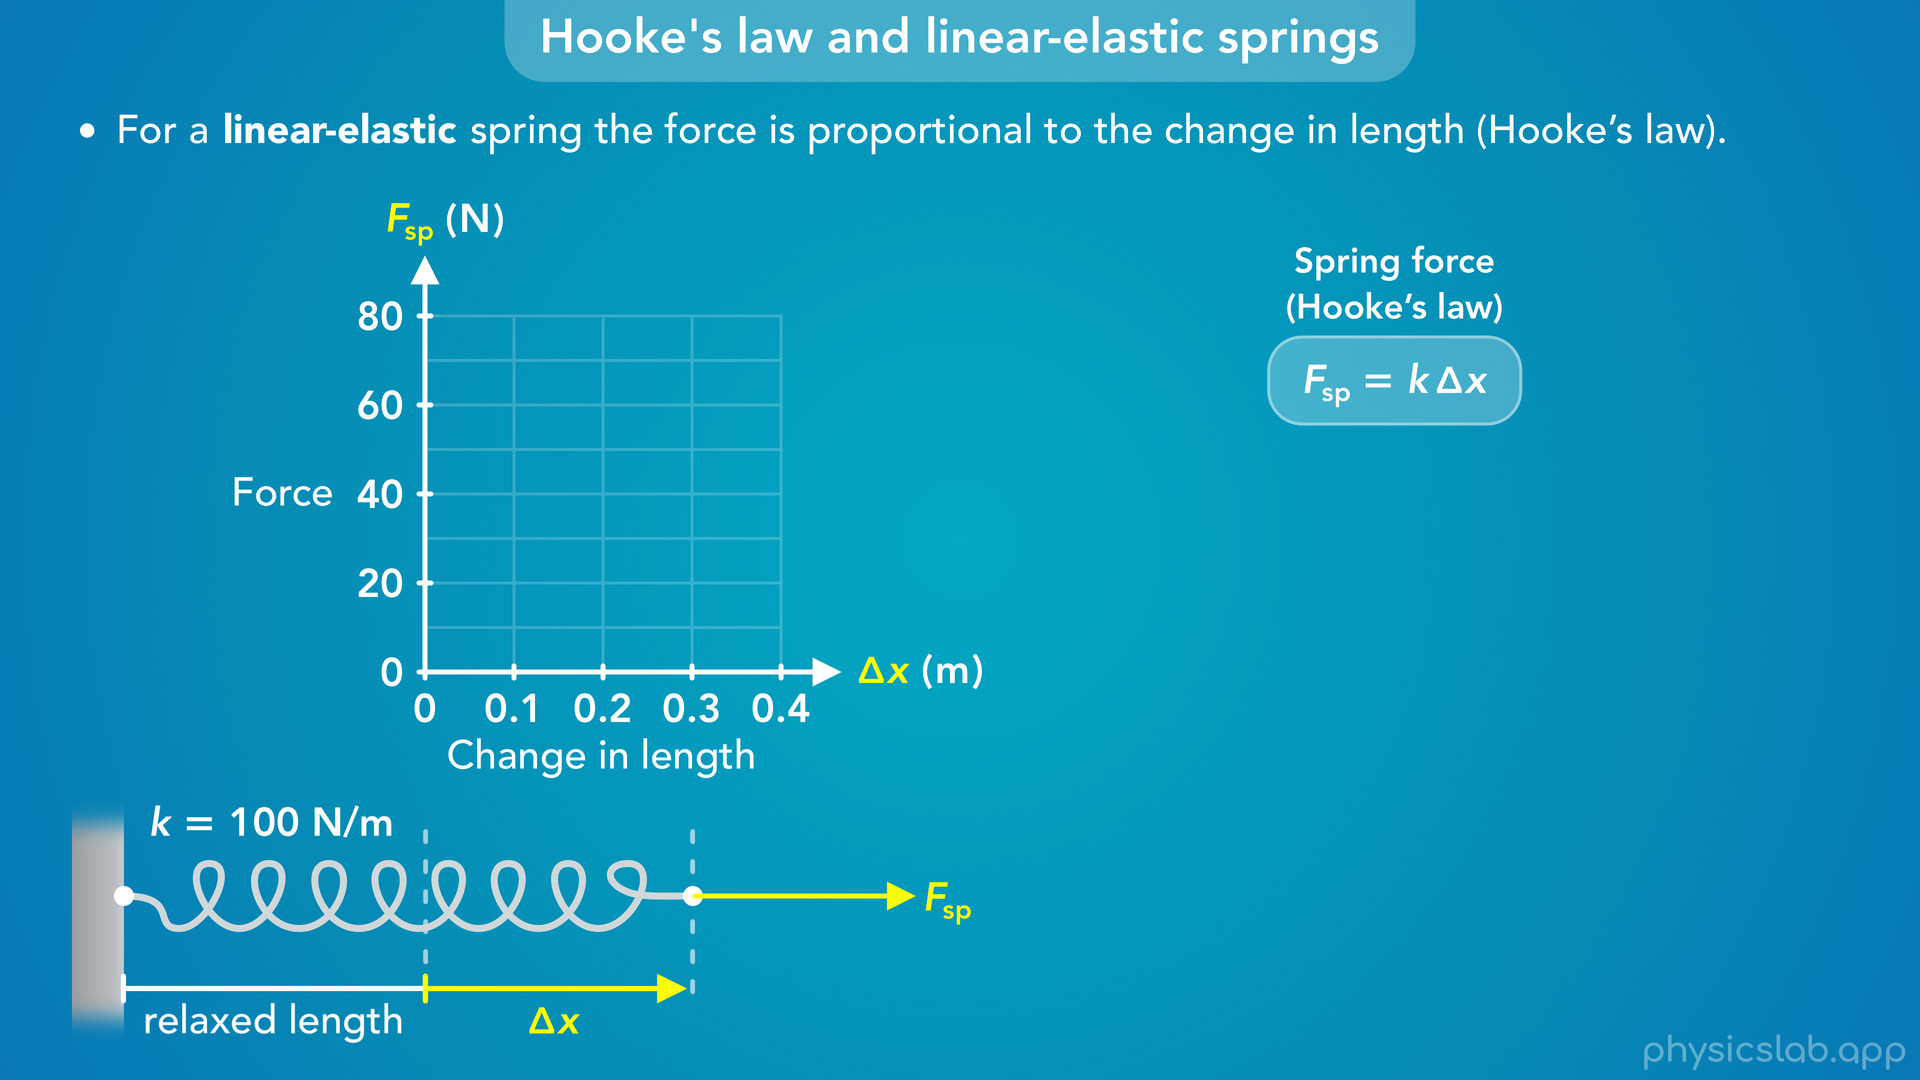 Hooke's law and linear-elastic springs
• For a linear-elastic spring the force is proportional to the change in length (Hooke’s law).
Fsp (N)
80
60
Force 40
20
0
0 0.1 0.2 0.3 0.4
Δx (m)
Change in length
Spring force
(Hooke’s law)
Fsp = k Δx
k = 100 N/m
Fsp
relaxed length
Δx
physicslab.app